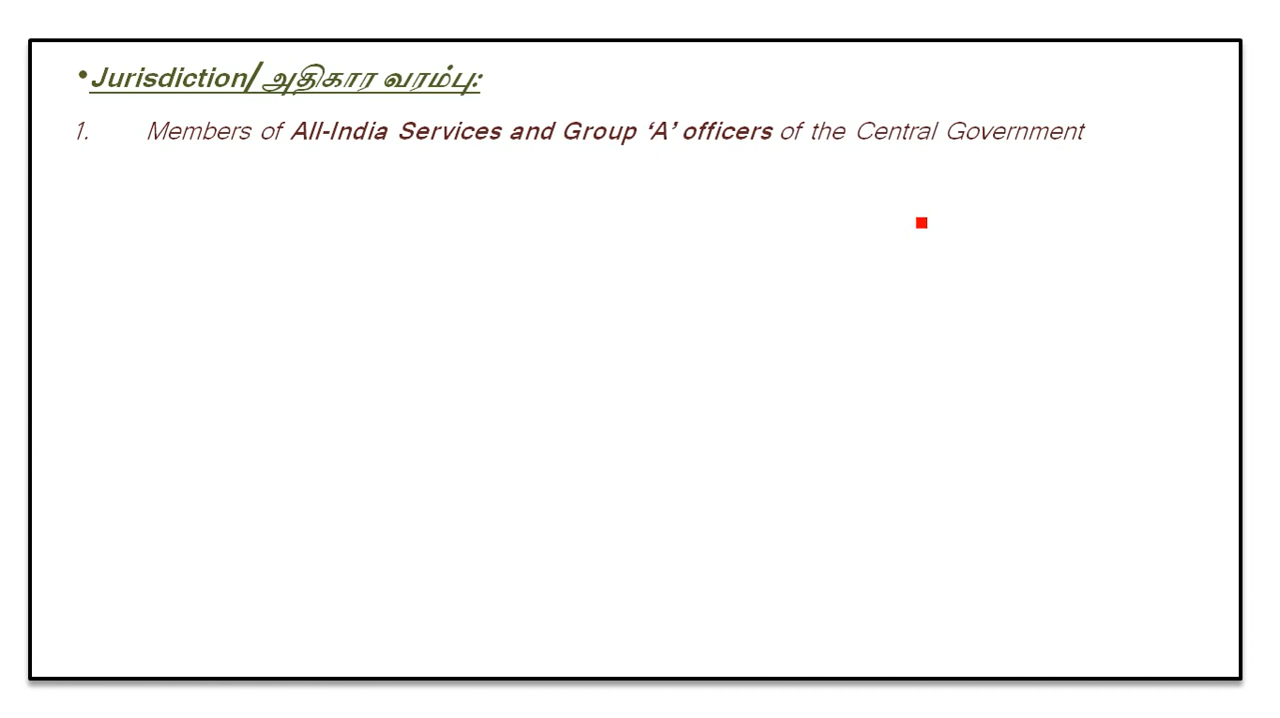 •Jurisdiction/ அதிகார வரம்பு:
1. Members of All-India Services and Group ‘A’ officers of the Central Government